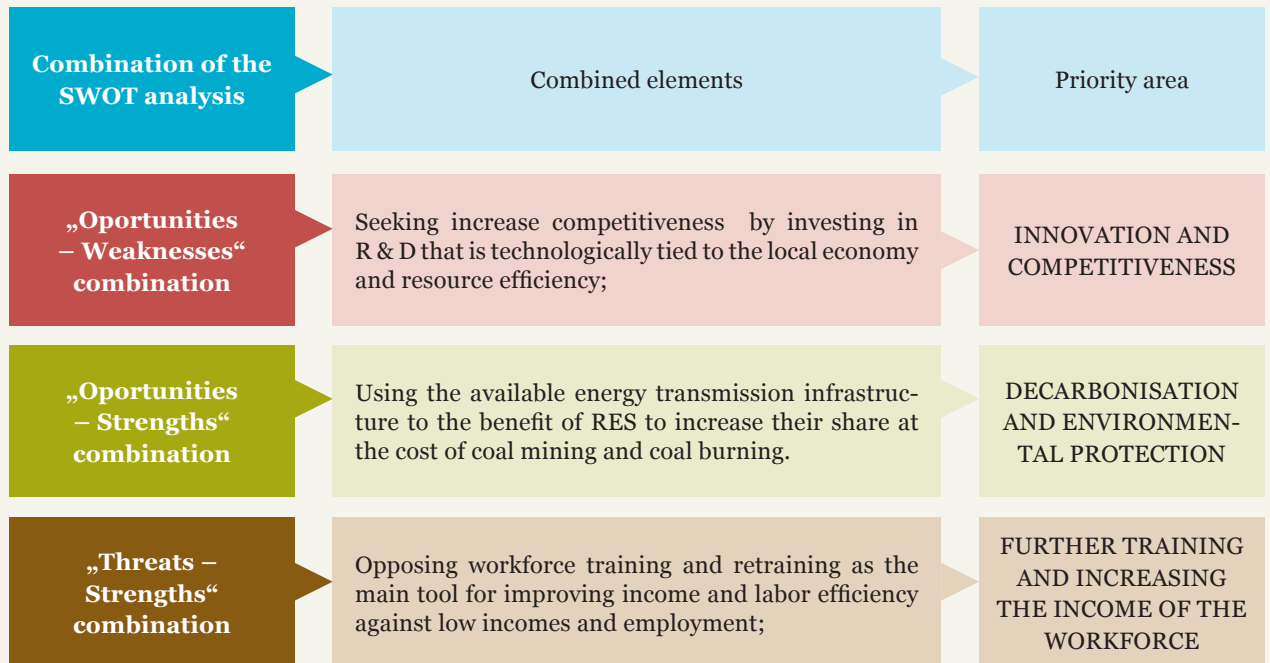 Combination of the
SWOT analysis
Combined elements
Priority area
„Oportunities
– Weaknesses“
combination
Seeking increase competitiveness by investing in
R & D that is technologically tied to the local economy
and resource efficiency;
INNOVATION AND
COMPETITIVENESS
„Oportunities
– Strengths“
combination
Using the available energy transmission infrastruc-
ture to the benefit of RES to increase their share at
the cost of coal mining and coal burning.
DECARBONISATION
AND ENVIRONMEN-
TAL PROTECTION
„Threats –
Strengths“
combination
Opposing workforce training and retraining as the
main tool for improving income and labor efficiency
against low incomes and employment;
FURTHER TRAINING
AND INCREASING
THE INCOME OF THE
WORKFORCE